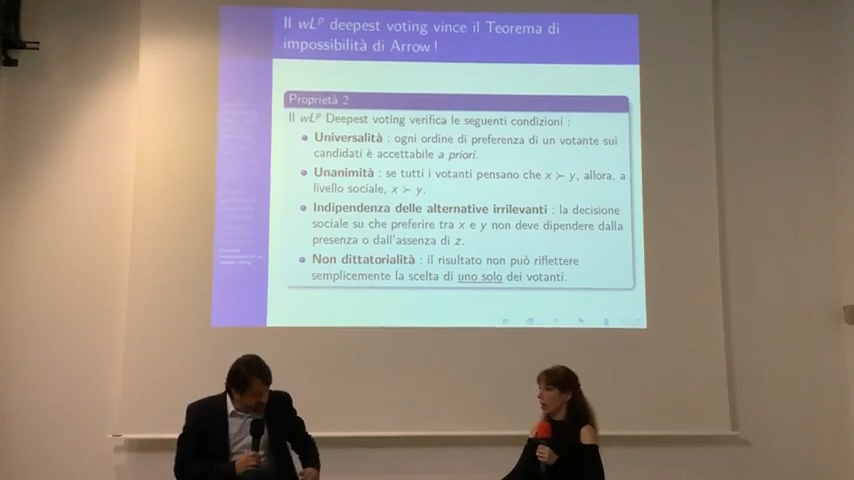 Il wLᵖ deepest voting vince il Teorema di
impossibilità di Arrow !
Proprietà 2
Il wLᵖ Deepest voting verifica le seguenti condizioni :
Universalità : ogni ordine di preferenza di un votante sui
candidati è accettabile a priori.
Unanimità : se tutti i votanti pensano che x ≻ y, allora, a
livello sociale, x ≻ y.
Indipendenza delle alternative irrilevanti : la decisione
sociale su che preferire tra x e y non deve dipendere dalla
presenza o dall'assenza di z.
Non dittatorialità : il risultato non può riflettere
semplicemente la scelta di uno solo dei votanti.